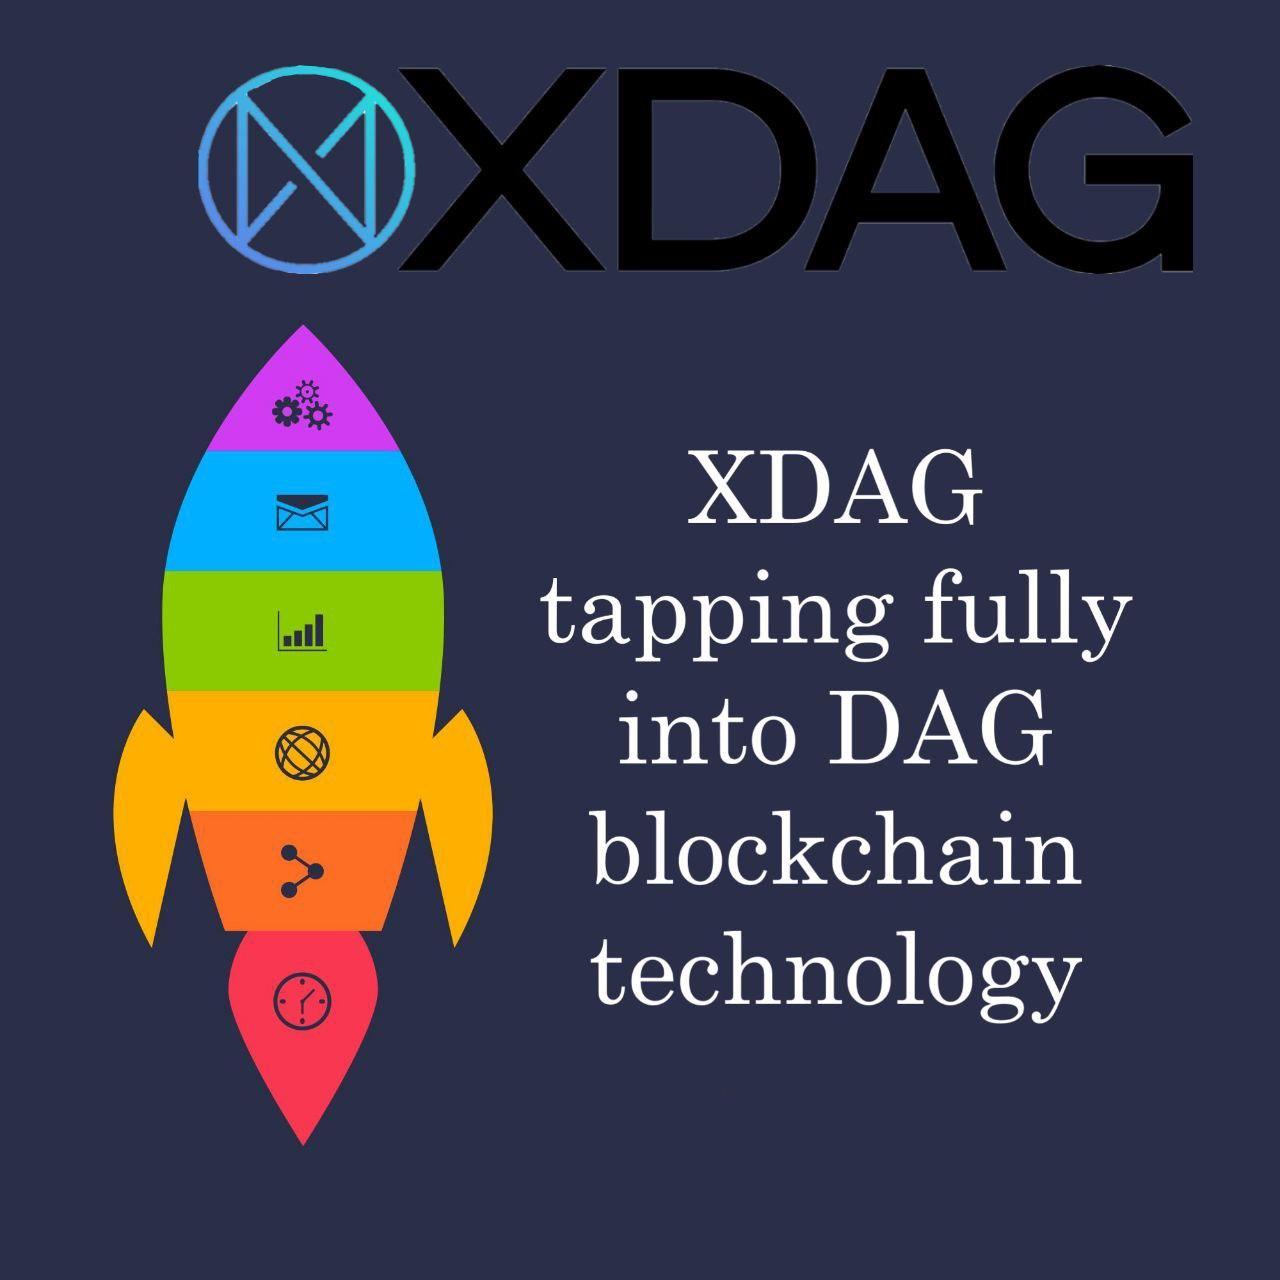 XDAG
XDAG
tapping fully
into DAG
blockchain
technology